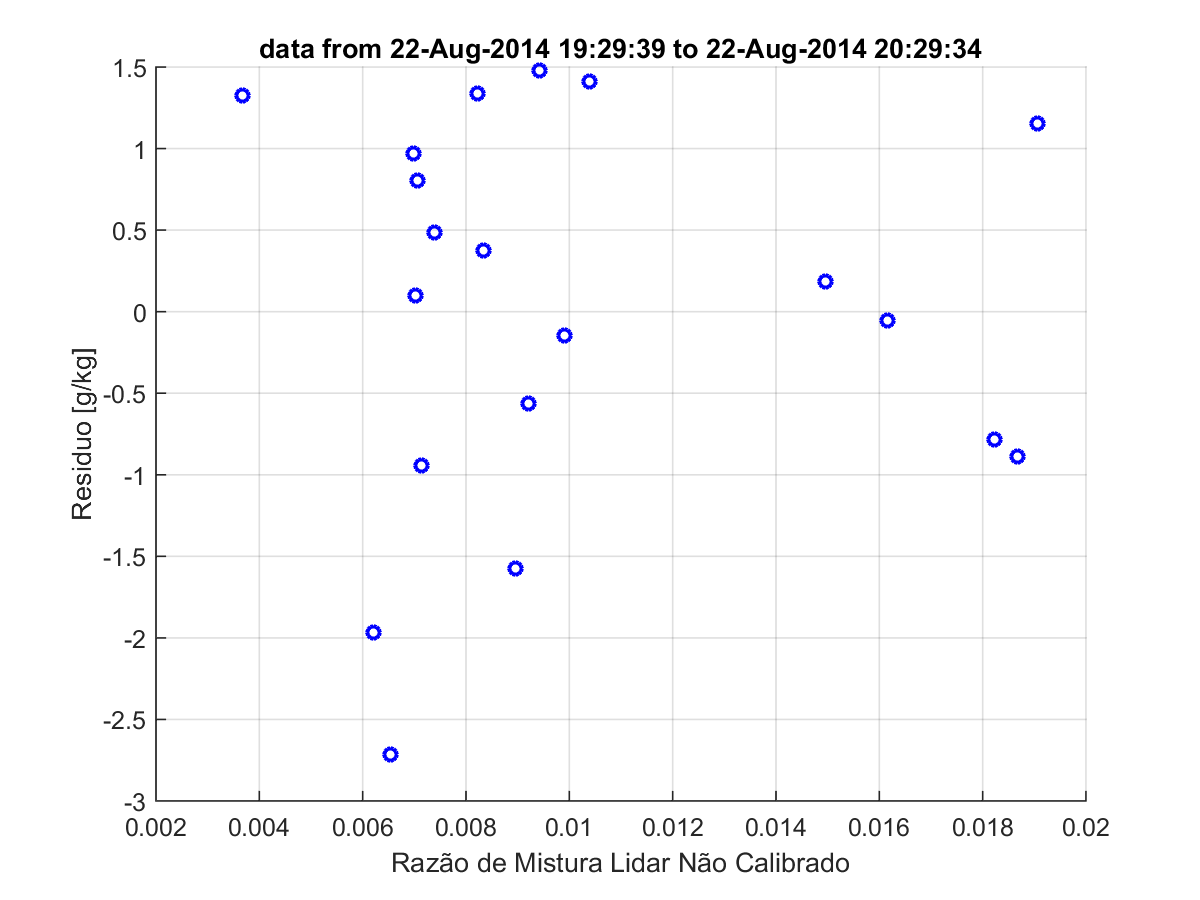 data from 22-Aug-2014 19:29:39 to 22-Aug-2014 20:29:34
1.5
1
0.5
0
-0.5
-1
-1.5
-2
-2.5
-3
Residuo [g/kg]
0.002 0.004 0.006 0.008 0.01 0.012 0.014 0.016 0.018 0.02
Razão de Mistura Lidar Não Calibrado